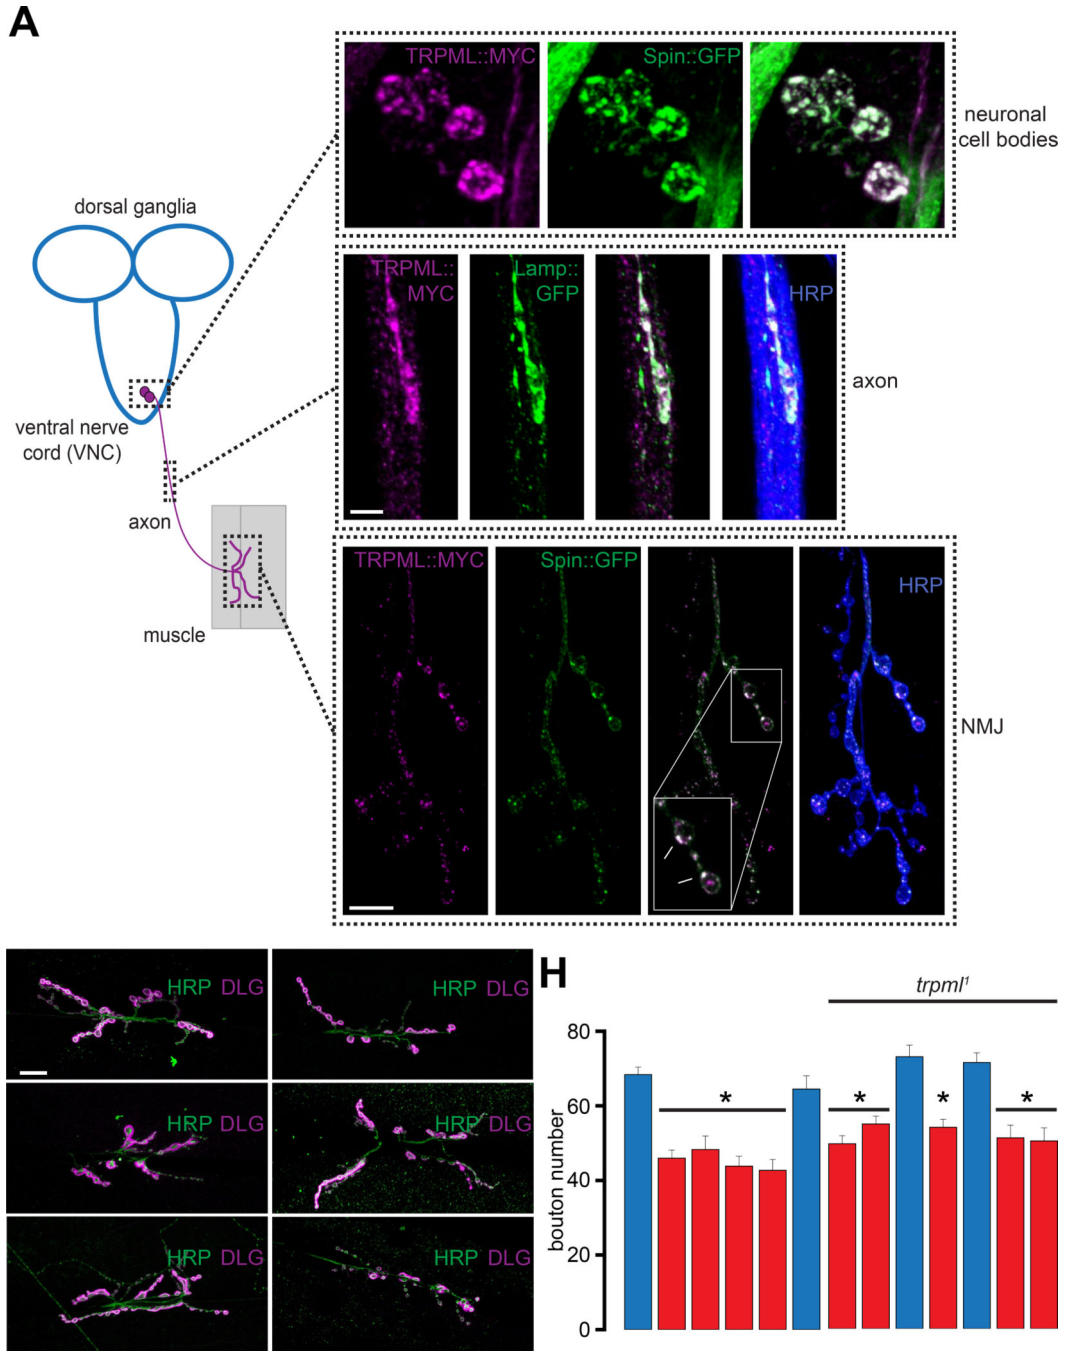 A
TRPML::MYC
Spin::GFP
neuronal
cell bodies
dorsal ganglia
TRPML::
MYC
Lamp::
GFP
HRP
axon
ventral nerve
cord (VNC)
axon
muscle
TRPML::MYC
Spin::GFP
HRP
NMJ
HRP DLG
HRP DLG
HRP DLG
HRP DLG
HRP DLG
HRP DLG
H
trpml1
bouton number
80
60
40
20
0
*
*
*
*